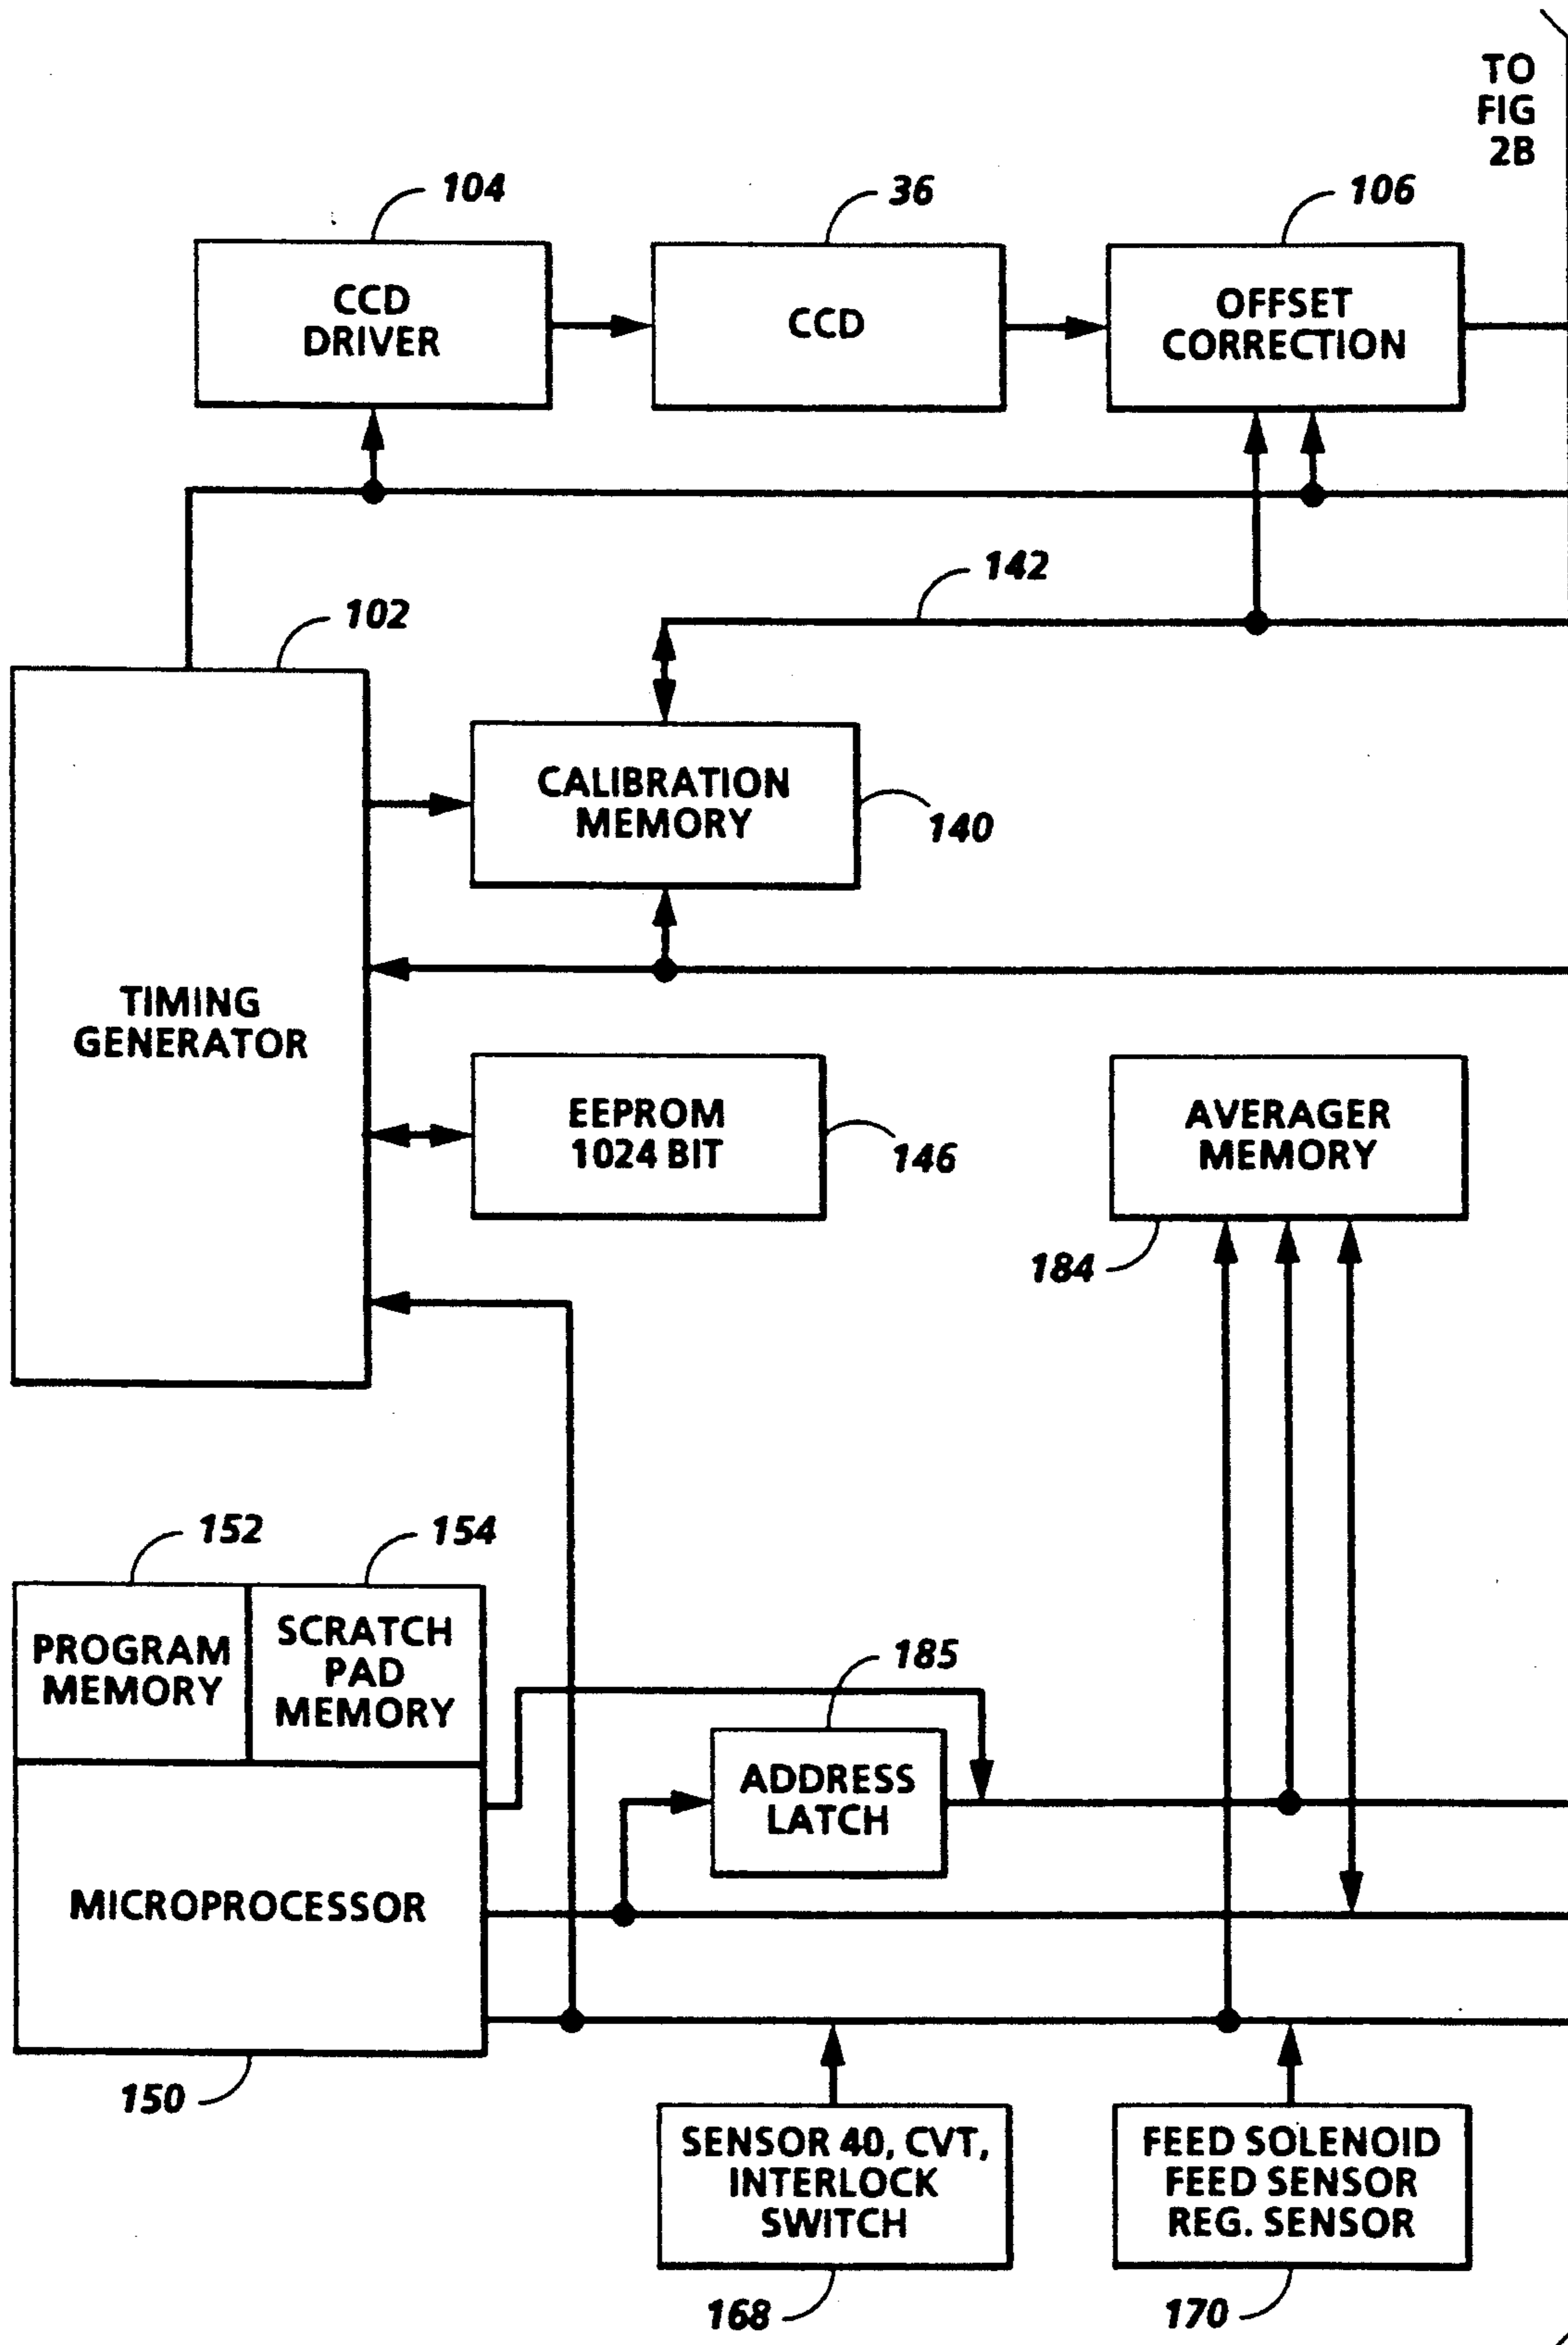 TO
FIG
2B
104
36
106
CCD
DRIVER
CCD
OFFSET
CORRECTION
142
102
CALIBRATION
MEMORY
140
TIMING
GENERATOR
EEPROM
1024 BIT
146
AVERAGER
MEMORY
184
152
154
PROGRAM
MEMORY
SCRATCH
PAD
MEMORY
185
ADDRESS
LATCH
MICROPROCESSOR
150
SENSOR 40, CVT,
INTERLOCK
SWITCH
FEED SOLENOID
FEED SENSOR
REG. SENSOR
168
170